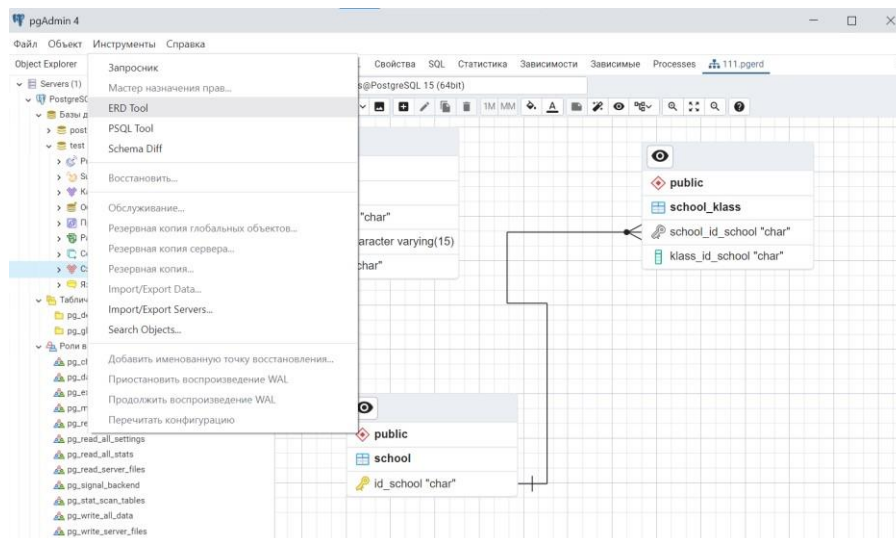 pgAdmin 4
Файл Объект Инструменты Справка
Object Explorer
Свойства SQL Статистика Зависимости Зависимые Processes 111.pgerd
Servers (1)
s@PostgreSQL 15 (64bit)
1M MM
test
Запросник
Мастер назначения прав...
ERD Tool
PSQL Tool
Schema Diff
Восстановить...
Обслуживание...
Резервная копия глобальных объектов...
Резервная копия сервера...
Резервная копия...
Import/Export Data...
Import/Export Servers...
Search Objects...
Добавить именованную точку восстановления...
Приостановить воспроизведение WAL
Продолжить воспроизведение WAL
Перечитать конфигурацию
pg_read_all_settings
pg_read_all_stats
pg_read_server_files
pg_signal_backend
pg_stat_scan_tables
pg_write_all_data
pg_write_server_files
"char"
aracter varying(15)
char"
public
school_klass
school_id_school "char"
klass_id_school "char"
public
school
id_school "char"